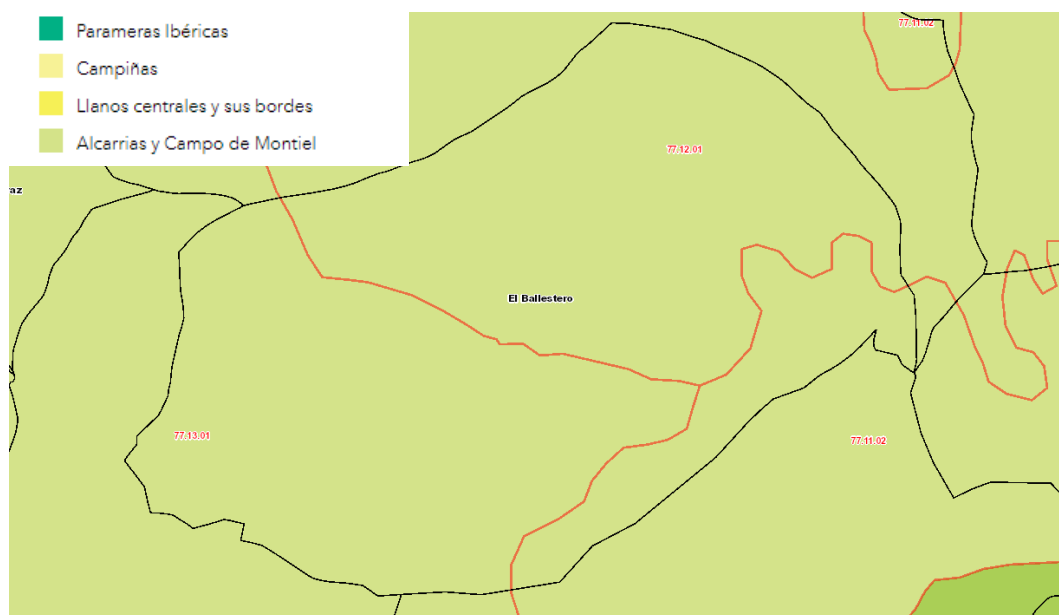 Parameras Ibéricas
Campiñas
Llanos centrales y sus bordes
Alcarrias y Campo de Montiel
77.11.02
77.12.01
raz
El Ballestero
77.13.01
77.11.02